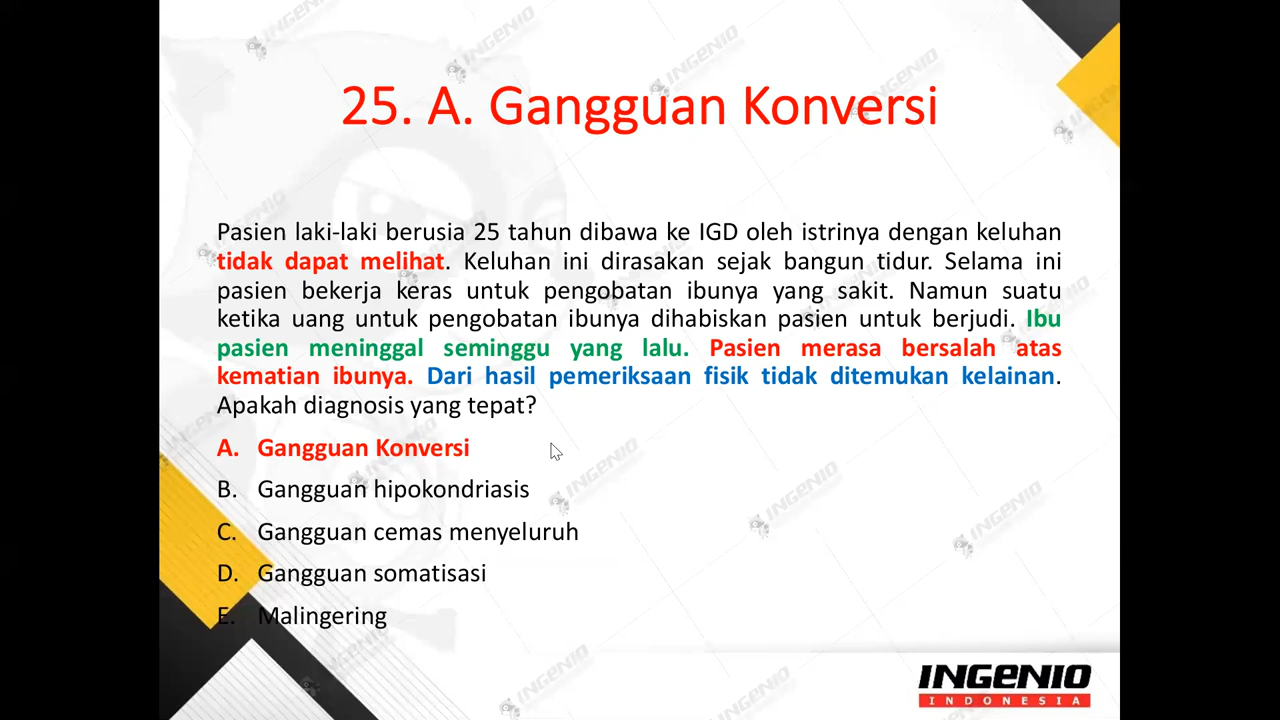 25. A. Gangguan Konversi
Pasien laki-laki berusia 25 tahun dibawa ke IGD oleh istrinya dengan keluhan
tidak dapat melihat. Keluhan ini dirasakan sejak bangun tidur. Selama ini
pasien bekerja keras untuk pengobatan ibunya yang sakit. Namun suatu
ketika uang untuk pengobatan ibunya dihabiskan pasien untuk berjudi. Ibu
pasien meninggal seminggu yang lalu. Pasien merasa bersalah atas
kematian ibunya. Dari hasil pemeriksaan fisik tidak ditemukan kelainan.
Apakah diagnosis yang tepat?
A. Gangguan Konversi
B. Gangguan hipokondriasis
C. Gangguan cemas menyeluruh
D. Gangguan somatisasi
E. Malingering
INGENIO
INDONESIA